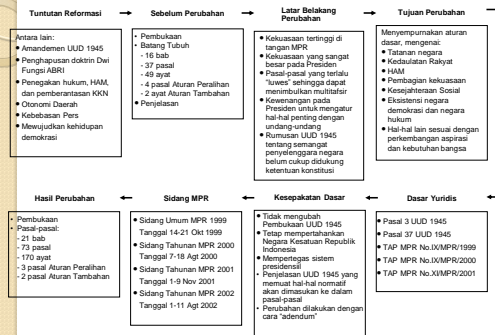 Tuntutan Reformasi
Antara lain:
• Amandemen UUD 1945
• Penghapusan doktrin Dwi
Fungsi ABRI
• Penegakan hukum, HAM,
dan pemberantasan KKN
• Otonomi Daerah
• Kebebasan Pers
• Mewujudkan kehidupan
demokrasi
Sebelum Perubahan
• Pembukaan
• Batang Tubuh
- 16 bab
- 37 pasal
- 49 ayat
- 4 pasal Aturan Peralihan
- 2 ayat Aturan Tambahan
• Penjelasan
Latar Belakang
Perubahan
• Kekuasaan tertinggi di
tangan MPR
• Kekuasaan yang sangat
besar pada Presiden
• Pasal-pasal yang terlalu
“luwes” sehingga dapat
menimbulkan multitafsir
• Kewenangan pada
Presiden untuk mengatur
hal-hal penting dengan
undang-undang
• Rumusan UUD 1945
tentang semangat
penyelenggara negara
belum cukup didukung
ketentuan konstitusi
Tujuan Perubahan
Menyempurnakan aturan
dasar, mengenai:
• Tatanan negara
• Kedaulatan Rakyat
• HAM
• Pembagian kekuasaan
• Kesejahteraan Sosial
• Eksistensi negara
demokrasi dan negara
hukum
• Hal-hal lain sesuai dengan
perkembangan aspirasi
dan kebutuhan bangsa
Hasil Perubahan
• Pembukaan
• Pasal-pasal:
- 21 bab
- 73 pasal
- 170 ayat
- 3 pasal Aturan Peralihan
- 2 pasal Aturan Tambahan
Sidang MPR
• Sidang Umum MPR 1999
Tanggal 14-21 Okt 1999
• Sidang Tahunan MPR 2000
Tanggal 7-18 Agt 2000
• Sidang Tahunan MPR 2001
Tanggal 1-9 Nov 2001
• Sidang Tahunan MPR 2002
Tanggal 1-11 Agt 2002
Kesepakatan Dasar
• Tidak mengubah
Pembukaan UUD 1945
• Tetap mempertahankan
Negara Kesatuan Republik
Indonesia
• Mempertegas sistem
presidensiil
• Penjelasan UUD 1945 yang
memuat hal-hal normatif
akan dimasukan ke dalam
pasal-pasal
• Perubahan dilakukan dengan
cara “adendum”
Dasar Yuridis
• Pasal 3 UUD 1945
• Pasal 37 UUD 1945
• TAP MPR No.IX/MPR/1999
• TAP MPR No.IX/MPR/2000
• TAP MPR No.XI/MPR/2001